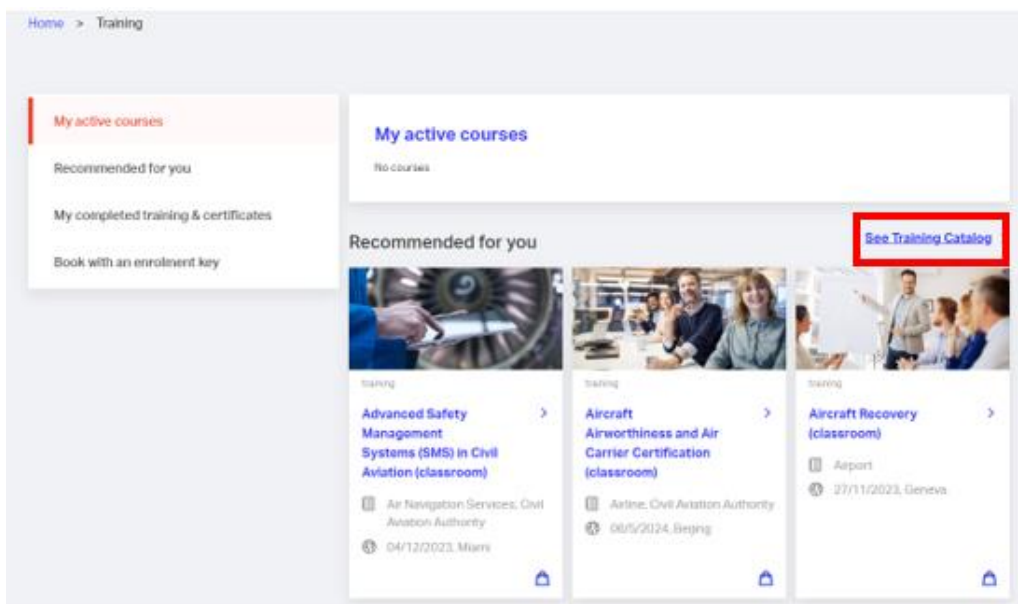 Home > Training
My active courses
Recommended for you
My completed training & certificates
Book with an enrolment key
My active courses
No courses
Recommended for you
See Training Catalog
training
Advanced Safety
Management
Systems (SMS) in Civil
Aviation (classroom)
Air Navigation Services, Civil
Aviation Authority
04/12/2023, Miami
training
Aircraft
Airworthiness and Air
Carrier Certification
(classroom)
Airline, Civil Aviation Authority
06/5/2024, Beijing
training
Aircraft Recovery
(classroom)
Airport
27/11/2023, Geneva